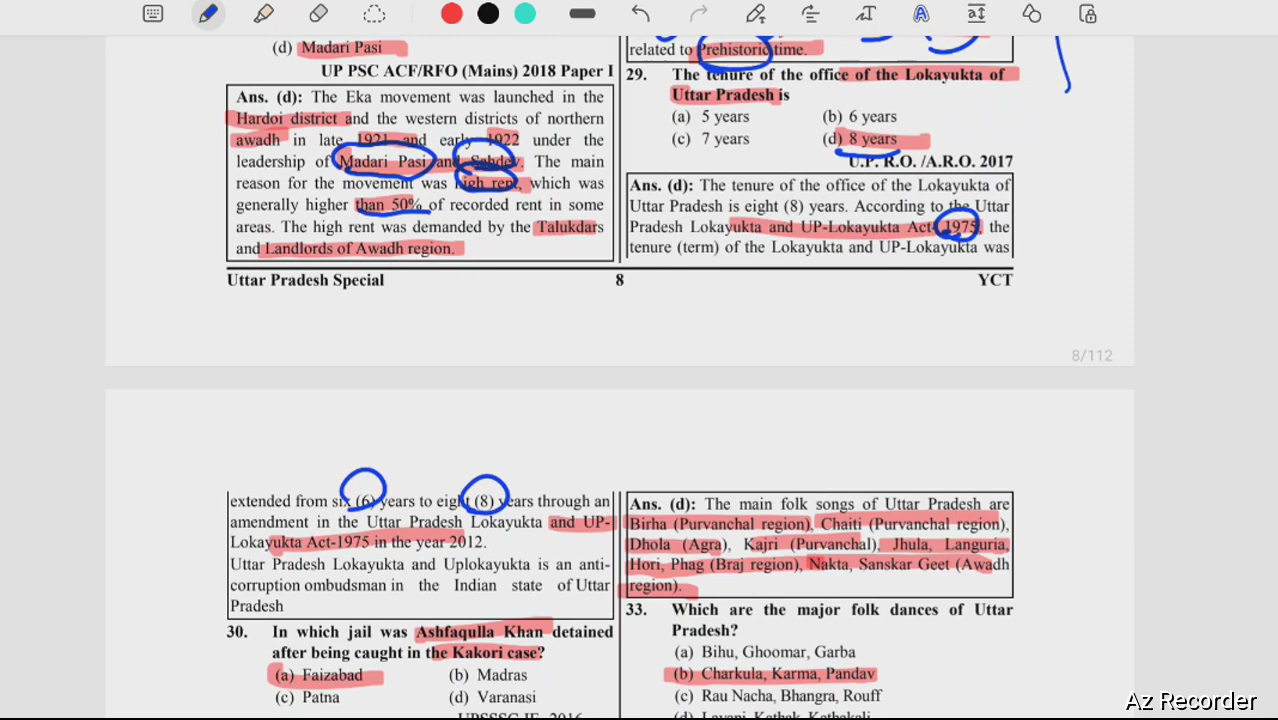 (d) Madari Pasi
UP PSC ACF/RFO (Mains) 2018 Paper I
Ans. (d): The Eka movement was launched in the
Hardoi district and the western districts of northern
awadh in late 1921 and early 1922 under the
leadership of Madari Pasi and Sahdev. The main
reason for the movement was high rent, which was
generally higher than 50% of recorded rent in some
areas. The high rent was demanded by the Talukdars
and Landlords of Awadh region.
related to Prehistoric time.
29. The tenure of the office of the Lokayukta of
Uttar Pradesh is
(a) 5 years (b) 6 years
(c) 7 years (d) 8 years
U.P. R.O. /A.R.O. 2017
Ans. (d): The tenure of the office of the Lokayukta of
Uttar Pradesh is eight (8) years. According to the Uttar
Pradesh Lokayukta and UP-Lokayukta Act-1975, the
tenure (term) of the Lokayukta and UP-Lokayukta was
Uttar Pradesh Special 8 YCT
8/112
extended from six (6) years to eight (8) years through an
amendment in the Uttar Pradesh Lokayukta and UP-
Lokayukta Act-1975 in the year 2012.
Uttar Pradesh Lokayukta and Uplokayukta is an anti-
corruption ombudsman in the Indian state of Uttar
Pradesh
30. In which jail was Ashfaqulla Khan detained
after being caught in the Kakori case?
(a) Faizabad (b) Madras
(c) Patna (d) Varanasi
UPSSSC JE 2016
Ans. (d): The main folk songs of Uttar Pradesh are
Birha (Purvanchal region), Chaiti (Purvanchal region),
Dhola (Agra), Kajri (Purvanchal), Jhula, Languria,
Hori, Phag (Braj region), Nakta, Sanskar Geet (Awadh
region).
33. Which are the major folk dances of Uttar
Pradesh?
(a) Bihu, Ghoomar, Garba
(b) Charkula, Karma, Pandav
(c) Rau Nacha, Bhangra, Rouff
(d) Lavani, Kathak, Kathakali
Az Recorder